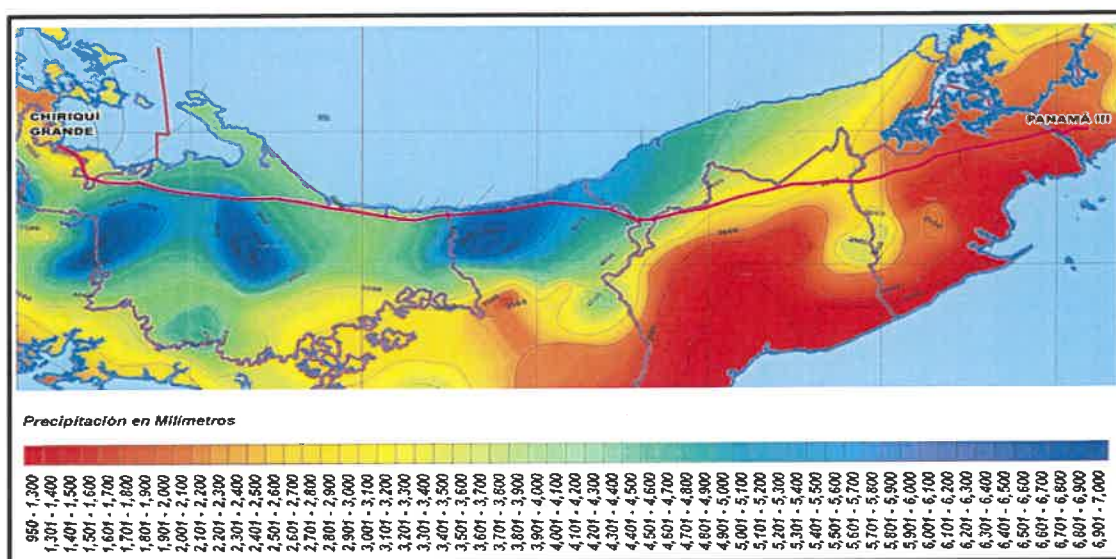 CHIRIQUÍ
GRANDE
PANAMÁ III
Precipitación en Milímetros
950 - 1,300
1,301 - 1,400
1,401 - 1,500
1,501 - 1,600
1,601 - 1,700
1,701 - 1,800
1,801 - 1,900
1,901 - 2,000
2,001 - 2,100
2,101 - 2,200
2,201 - 2,300
2,301 - 2,400
2,401 - 2,500
2,501 - 2,600
2,601 - 2,700
2,701 - 2,800
2,801 - 2,900
2,901 - 3,000
3,001 - 3,100
3,101 - 3,200
3,201 - 3,300
3,301 - 3,400
3,401 - 3,500
3,501 - 3,600
3,601 - 3,700
3,701 - 3,800
3,801 - 3,900
3,901 - 4,000
4,001 - 4,100
4,101 - 4,200
4,201 - 4,300
4,301 - 4,400
4,401 - 4,500
4,501 - 4,600
4,601 - 4,700
4,701 - 4,800
4,801 - 4,900
4,901 - 5,000
5,001 - 5,100
5,101 - 5,200
5,201 - 5,300
5,301 - 5,400
5,401 - 5,500
5,501 - 5,600
5,601 - 5,700
5,701 - 5,800
5,801 - 5,900
5,901 - 6,000
6,001 - 6,100
6,101 - 6,200
6,201 - 6,300
6,301 - 6,400
6,401 - 6,500
6,501 - 6,600
6,601 - 6,700
6,701 - 6,800
6,801 - 6,900
6,901 - 7,000